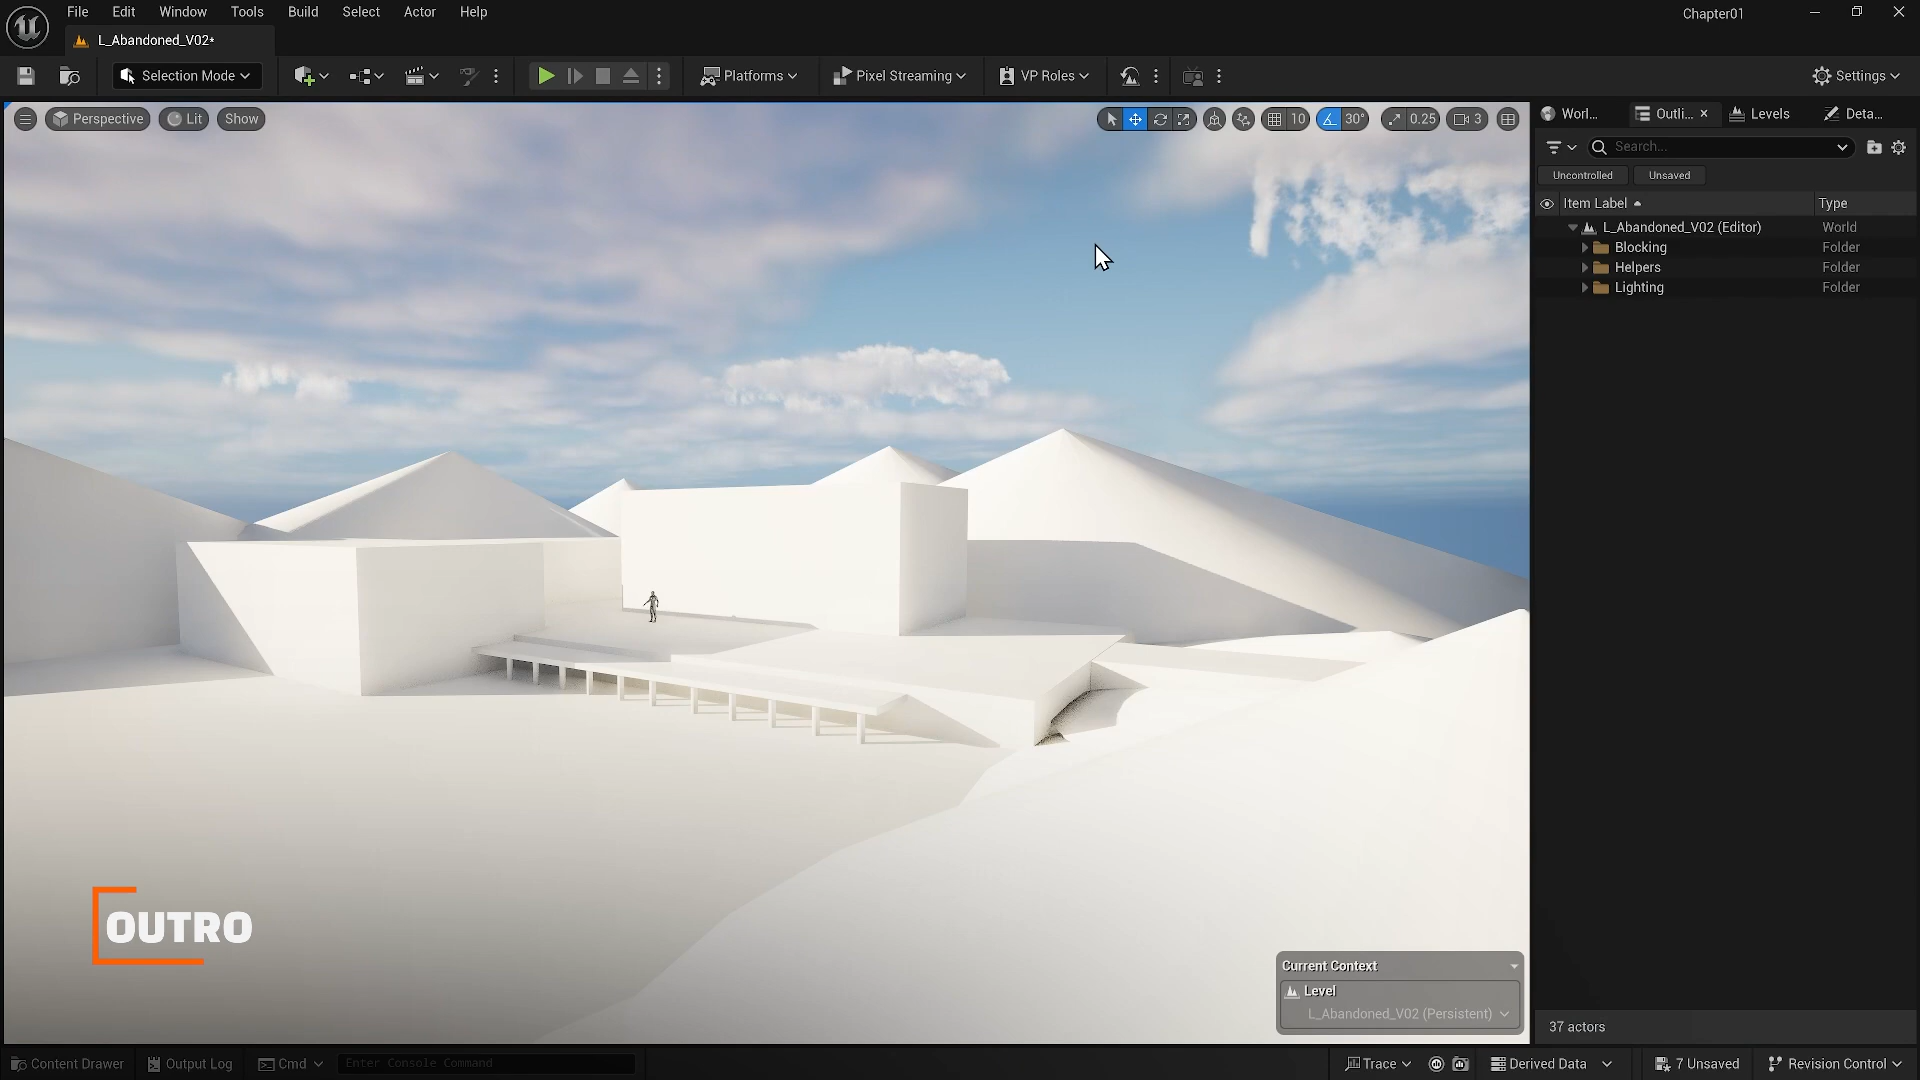 File Edit Window Tools Build Select Actor Help
Chapter01
L_Abandoned_V02*
Selection Mode
Platforms
Pixel Streaming
VP Roles
Settings
Perspective
Lit
Show
10
30°
0.25
3
Worl...
Outli...
Levels
Deta...
Search...
Uncontrolled
Unsaved
Item Label
Type
L_Abandoned_V02 (Editor) World
Blocking Folder
Helpers Folder
Lighting Folder
OUTRO
Current Context
Level
L_Abandoned_V02 (Persistent)
37 actors
Content Drawer
Output Log
Cmd
Enter Console Command
Trace
Derived Data
7 Unsaved
Revision Control